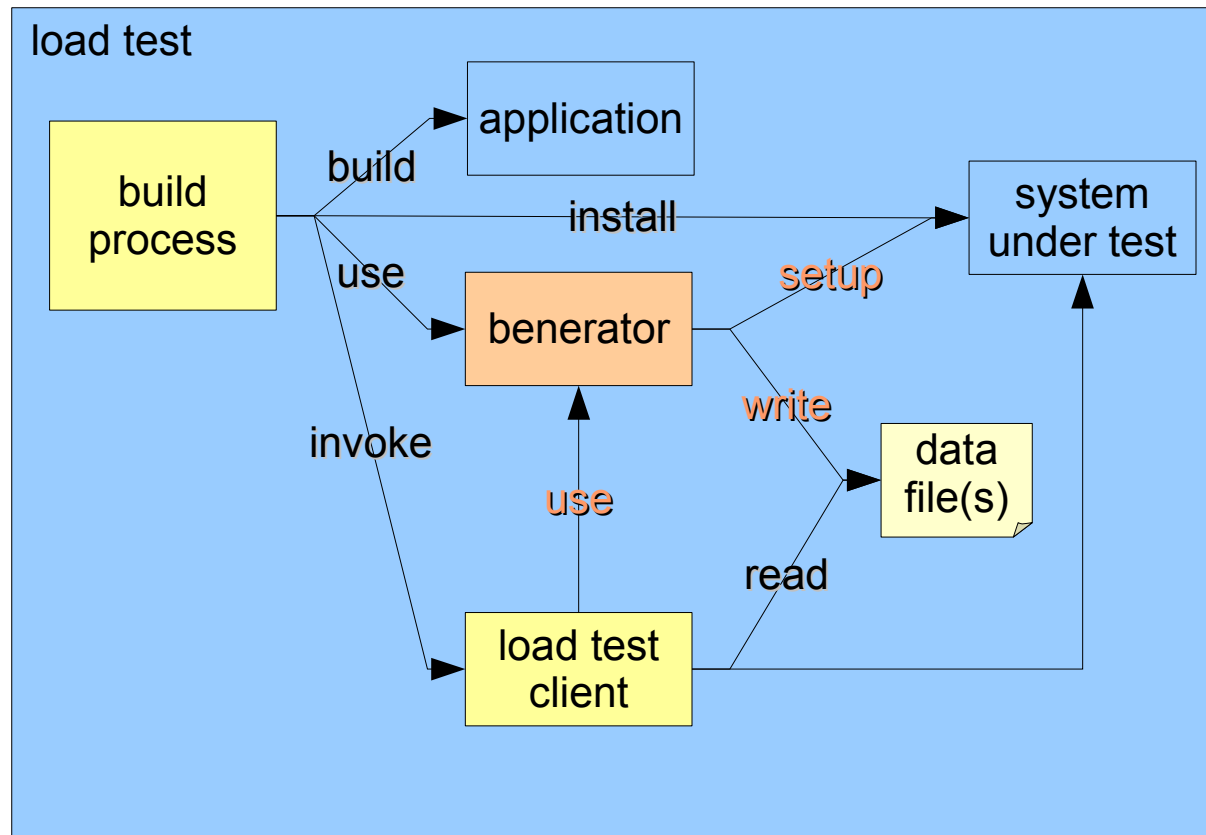 load test
application
build
process
build
install
system
under test
use
setup
benerator
write
invoke
data
file(s)
use
read
load test
client